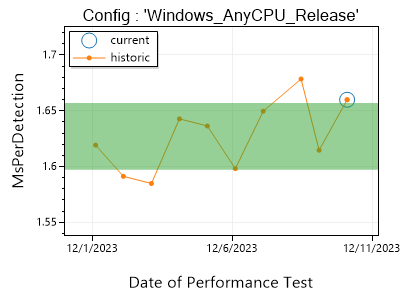 Config : 'Windows_AnyCPU_Release'
current
historic
MsPerDetection
1.7
1.65
1.6
1.55
12/1/2023
12/6/2023
12/11/2023
Date of Performance Test